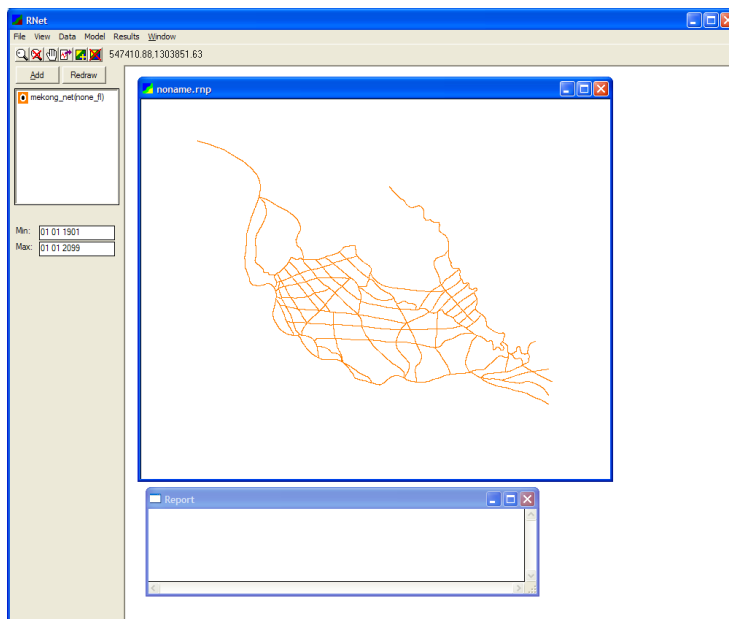 RNet
File View Data Model Results Window
547410.88,1303851.63
Add Redraw
mekong_net(none_fl)
Min: 01 01 1901
Max: 01 01 2099
noname.rnp
Report